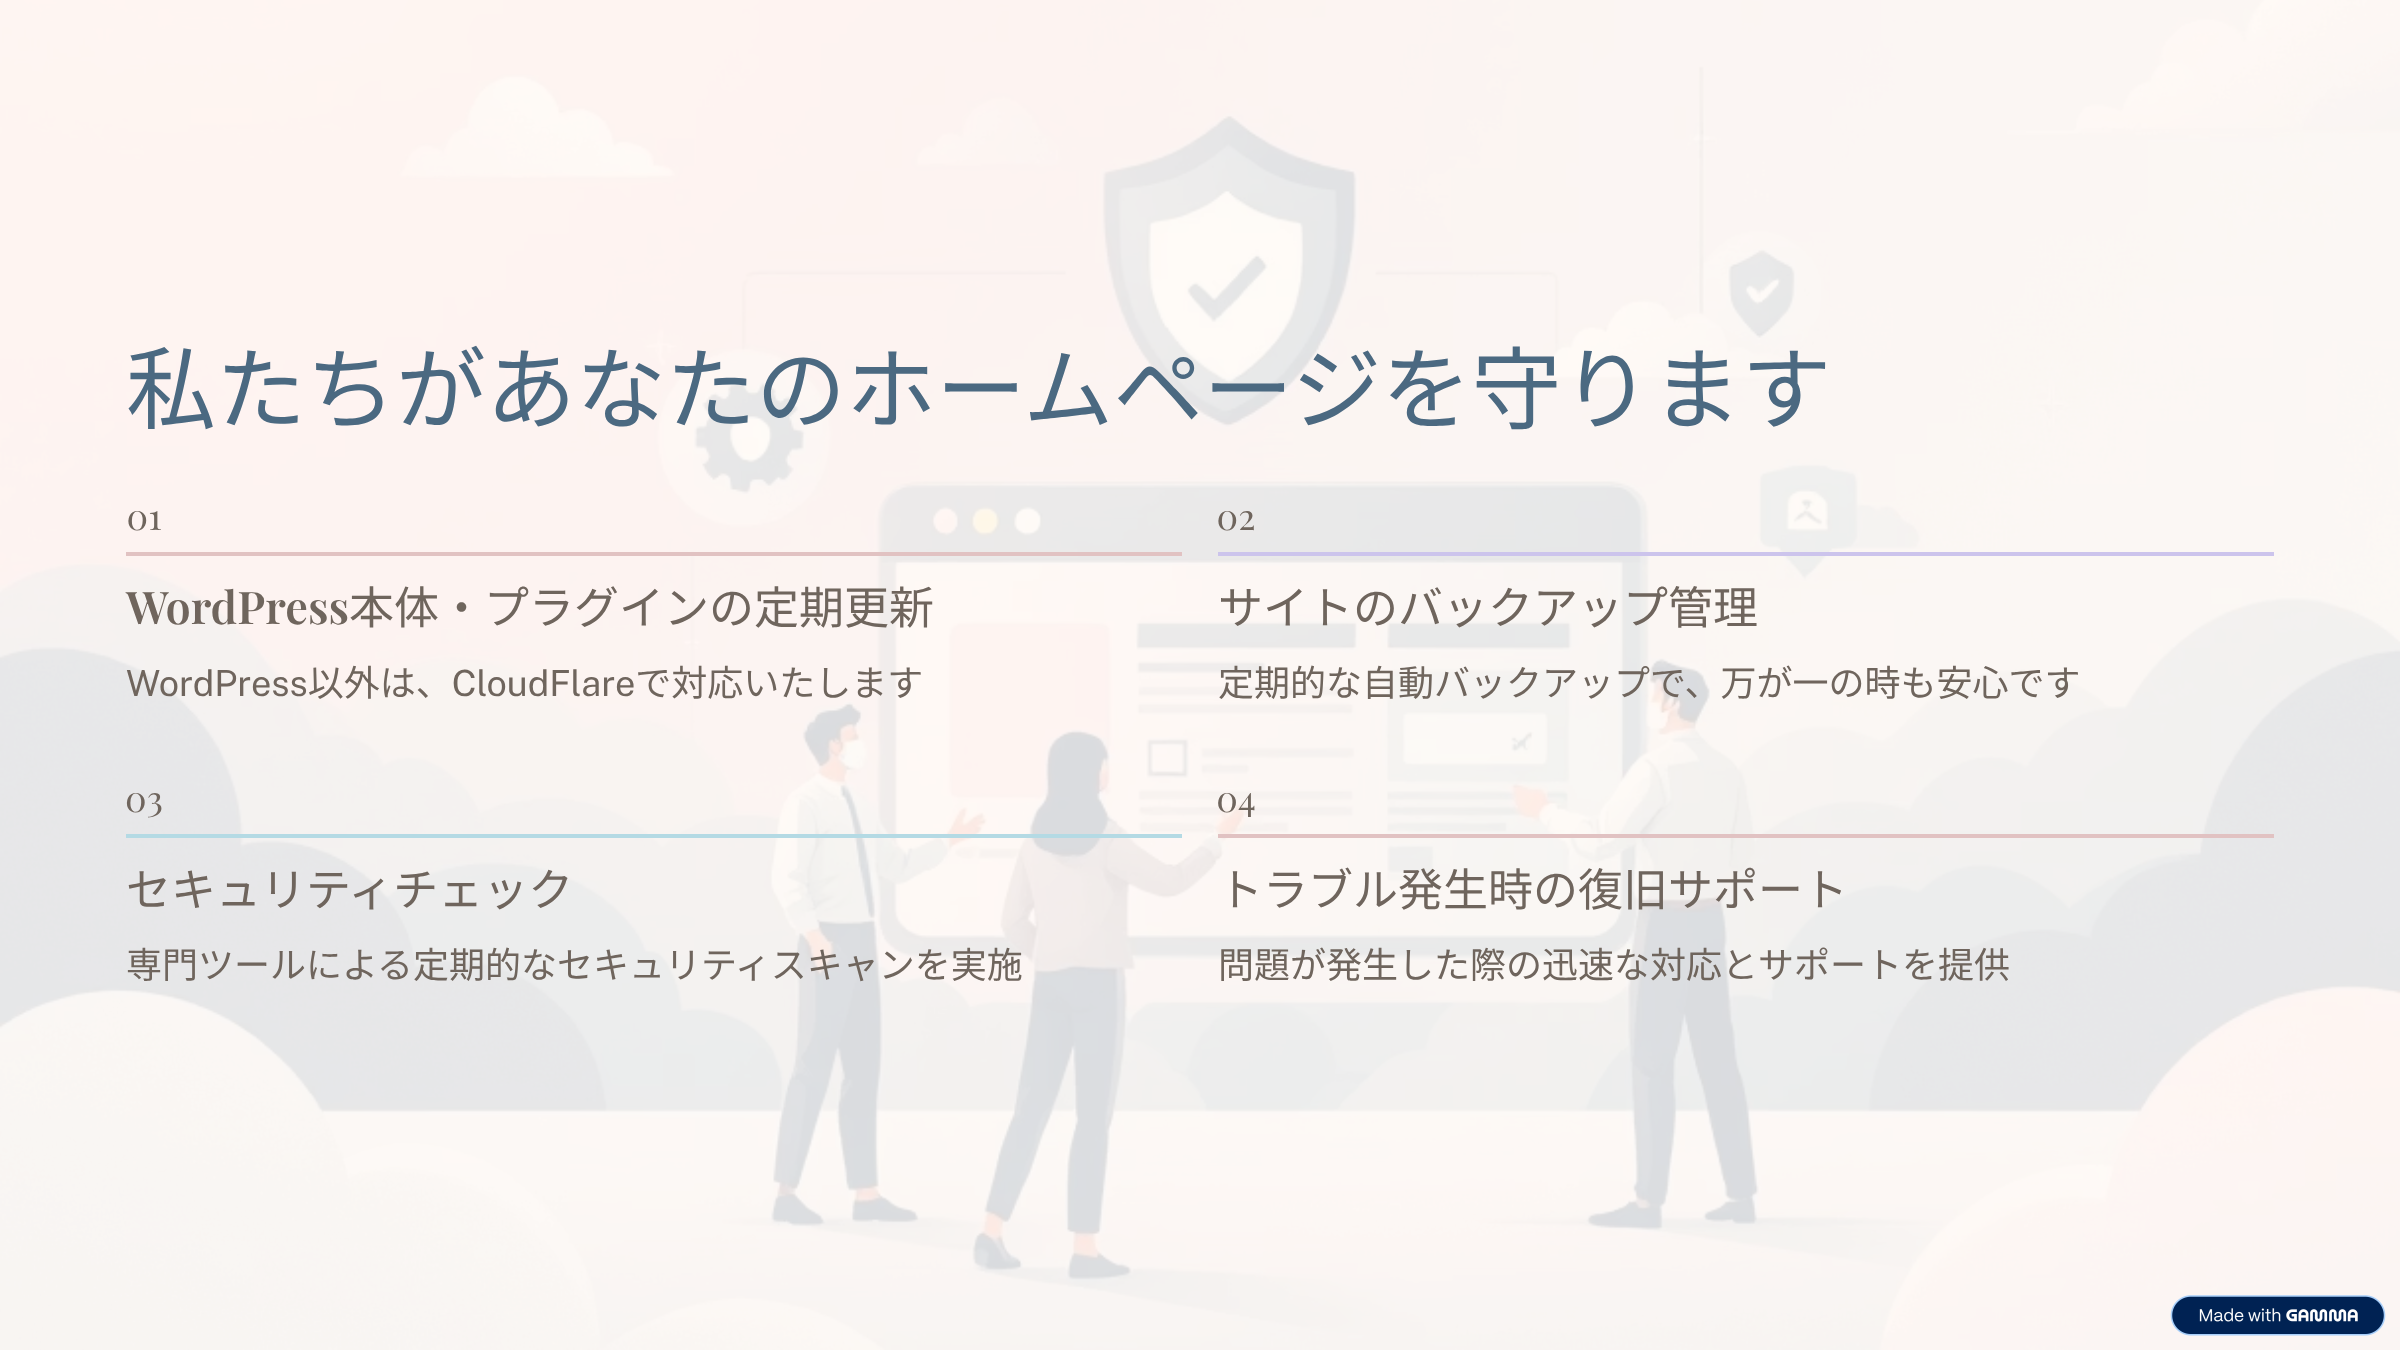 私たちがあなたのホームページを守ります
01
WordPress本体・プラグインの定期更新
WordPress以外は、CloudFlareで対応いたします
02
サイトのバックアップ管理
定期的な自動バックアップで、万が一の時も安心です
03
セキュリティチェック
専門ツールによる定期的なセキュリティスキャンを実施
04
トラブル発生時の復旧サポート
問題が発生した際の迅速な対応とサポートを提供
Made with GAMMA